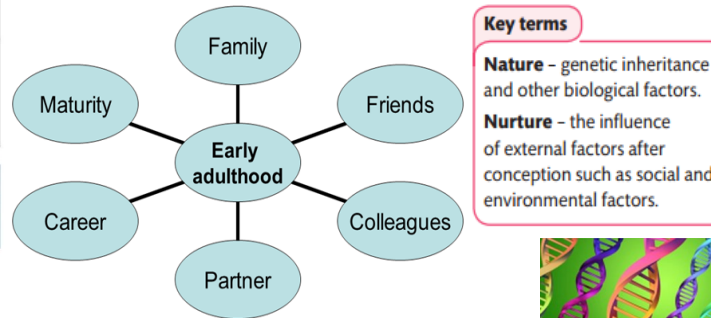 Family
Maturity
Friends
Early
adulthood
Career
Colleagues
Partner
Key terms
Nature – genetic inheritance
and other biological factors.
Nurture – the influence
of external factors after
conception such as social and
environmental factors.